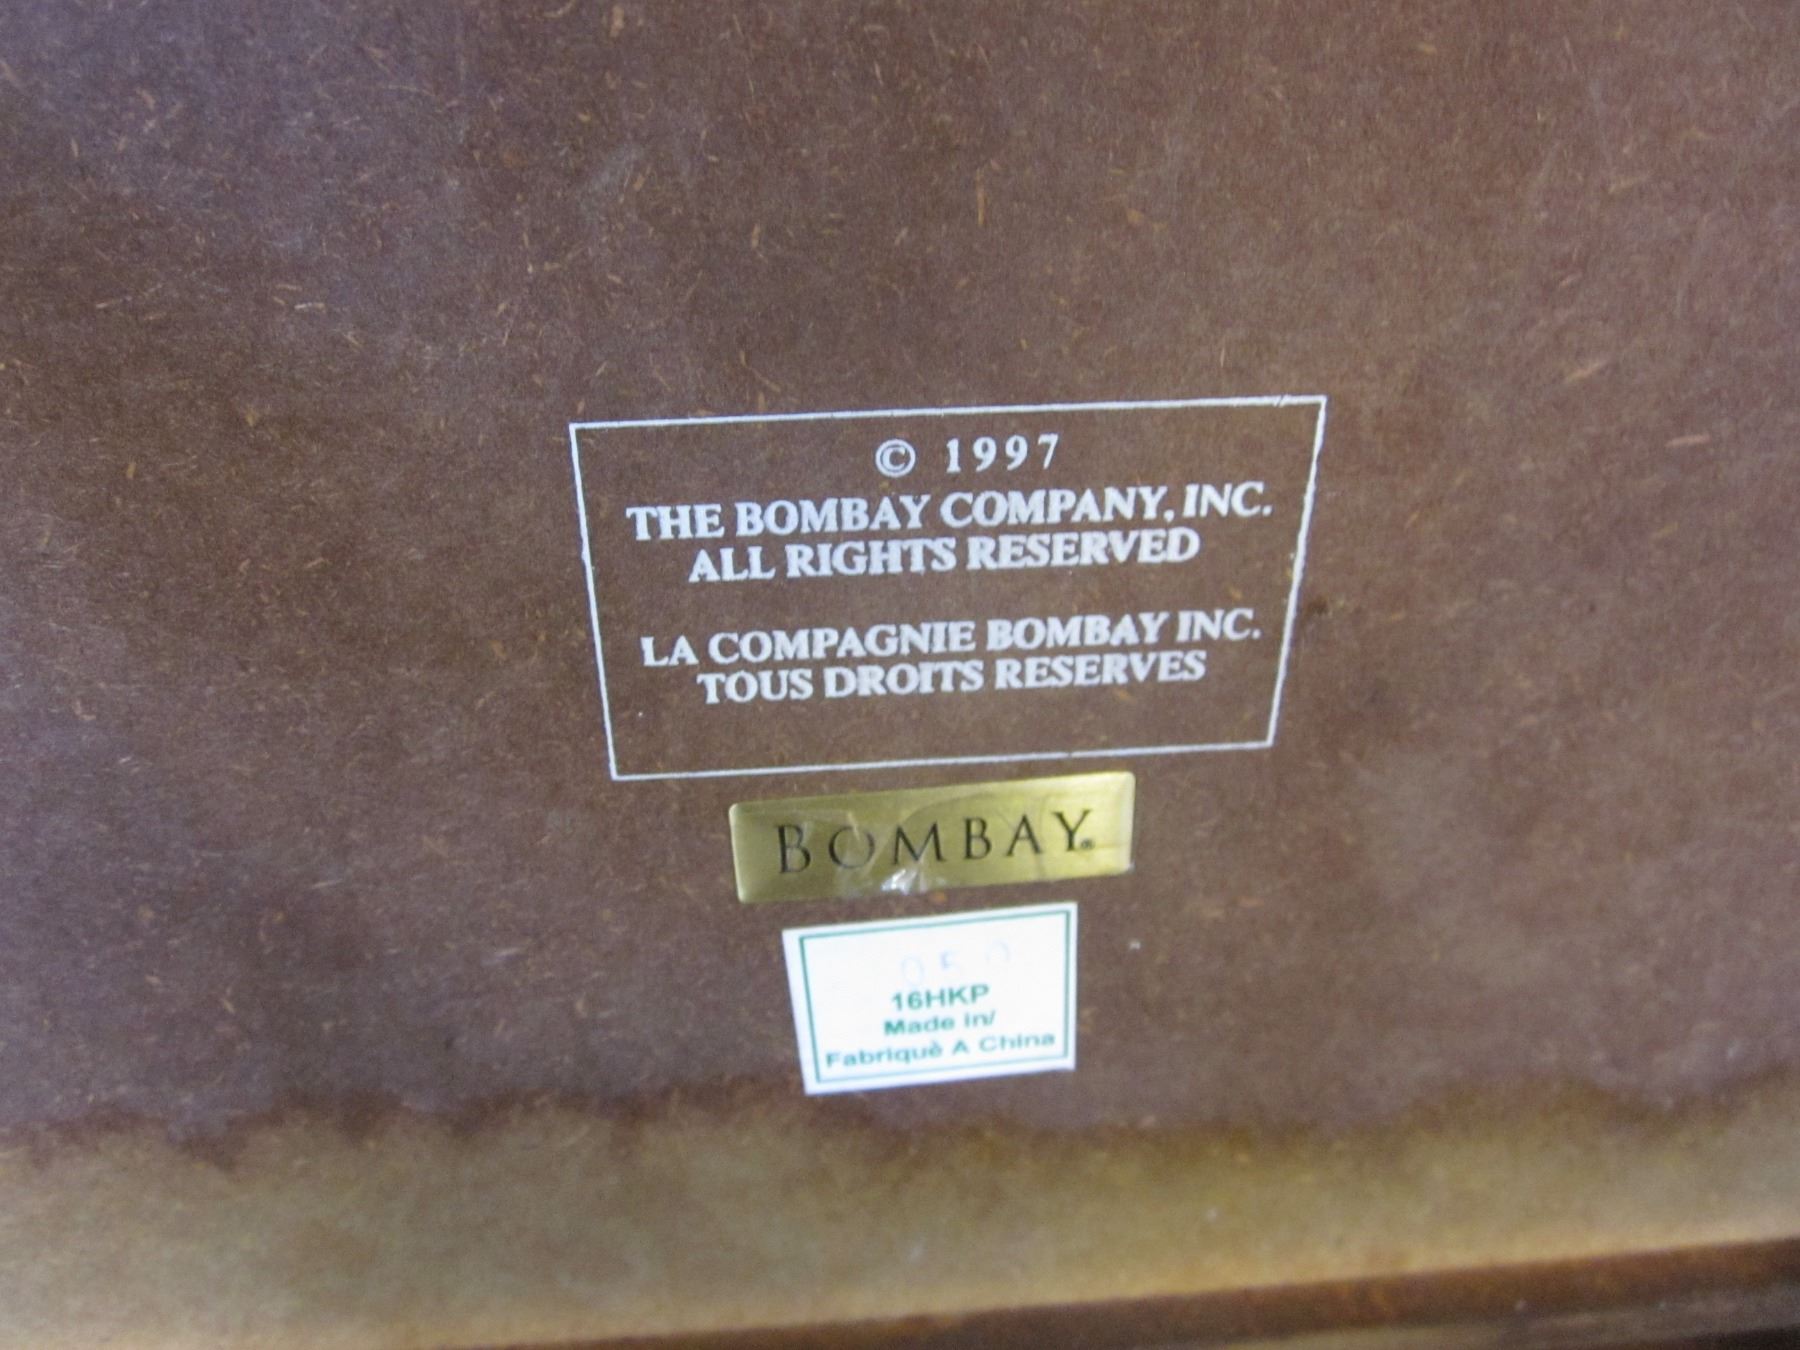 © 1997
THE BOMBAY COMPANY, INC.
ALL RIGHTS RESERVED
LA COMPAGNIE BOMBAY INC.
TOUS DROITS RESERVES
BOMBAY®
16HKP
Made in/
Fabriquè A China